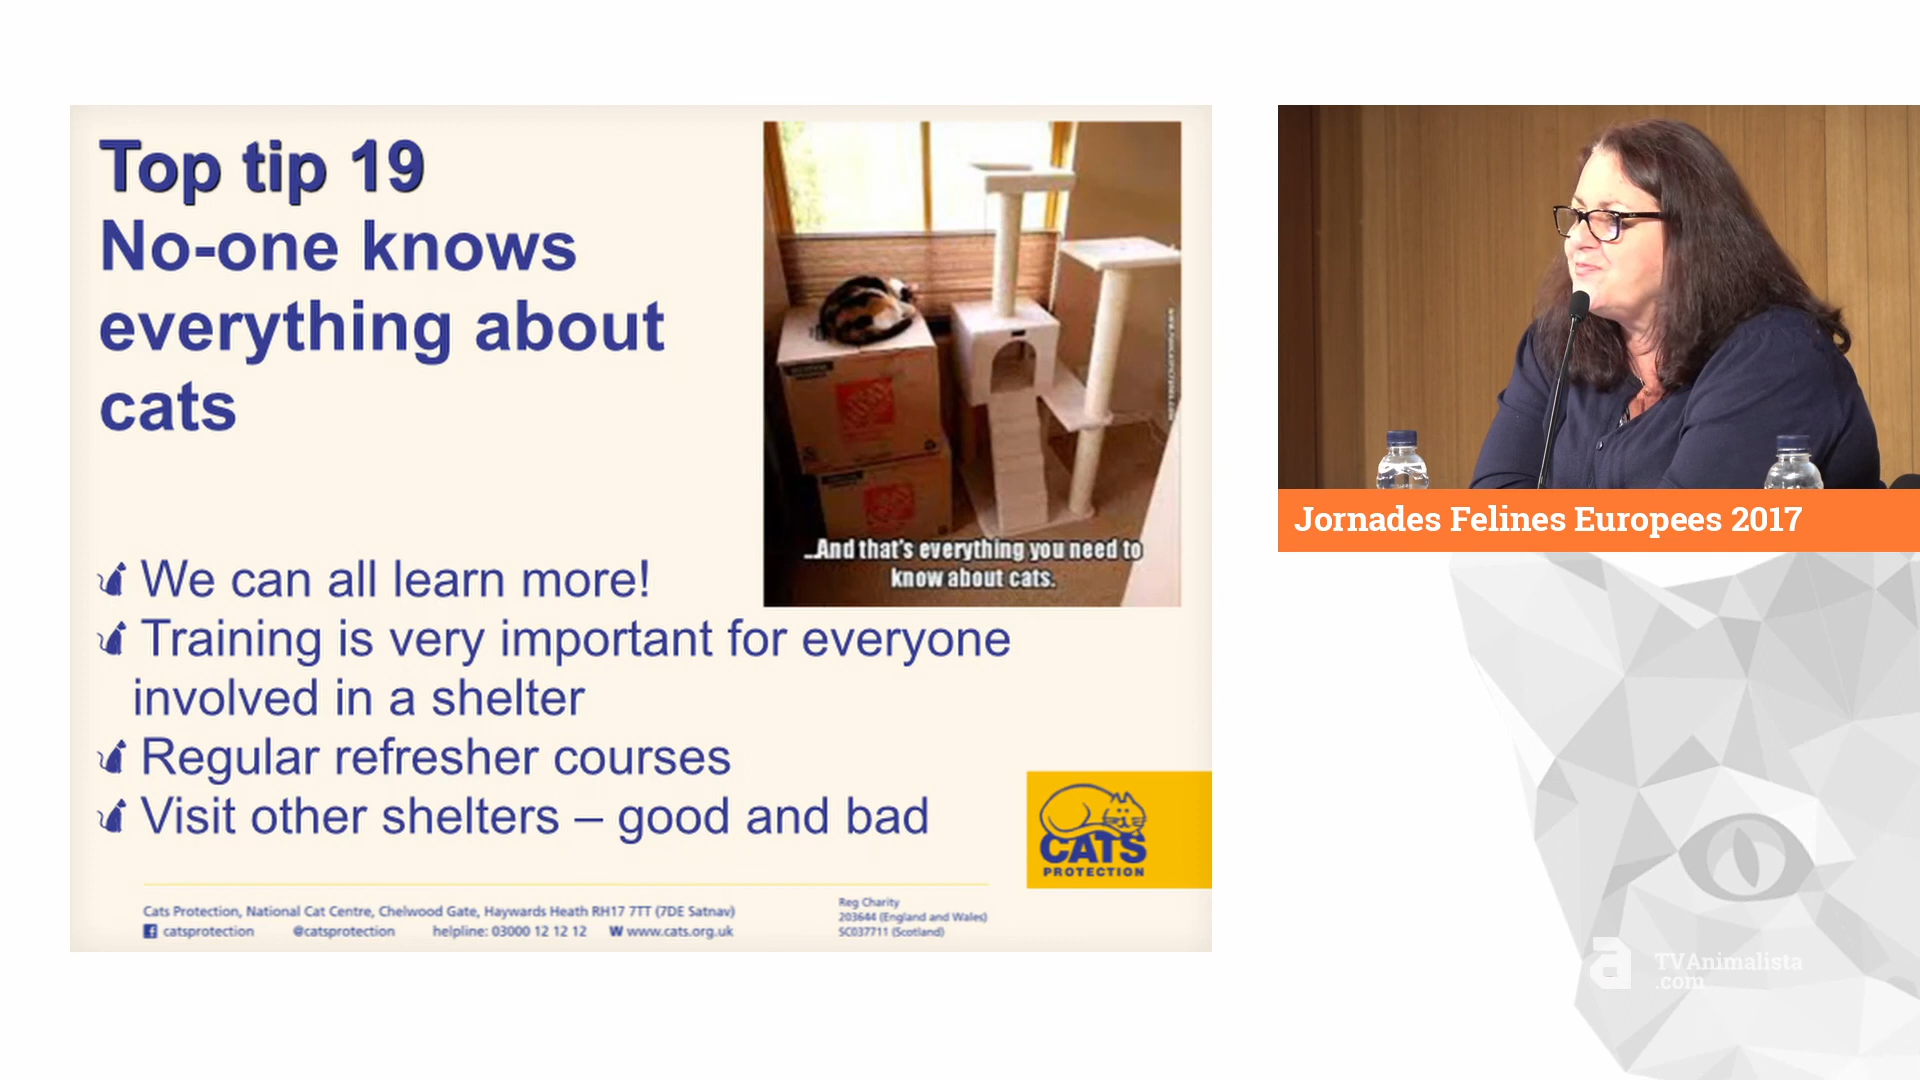 Top tip 19
No-one knows
everything about
cats
...And that's everything you need to
know about cats.
We can all learn more!
Training is very important for everyone
involved in a shelter
Regular refresher courses
Visit other shelters – good and bad
CATS
PROTECTION
Cats Protection, National Cat Centre, Chelwood Gate, Haywards Heath RH17 7TT (7DE Satnav)
catsprotection @catsprotection helpline: 03000 12 12 12 W www.cats.org.uk
Reg Charity
203644 (England and Wales)
SC037711 (Scotland)
Jornades Felines Europees 2017
a TVAnimalista
.com